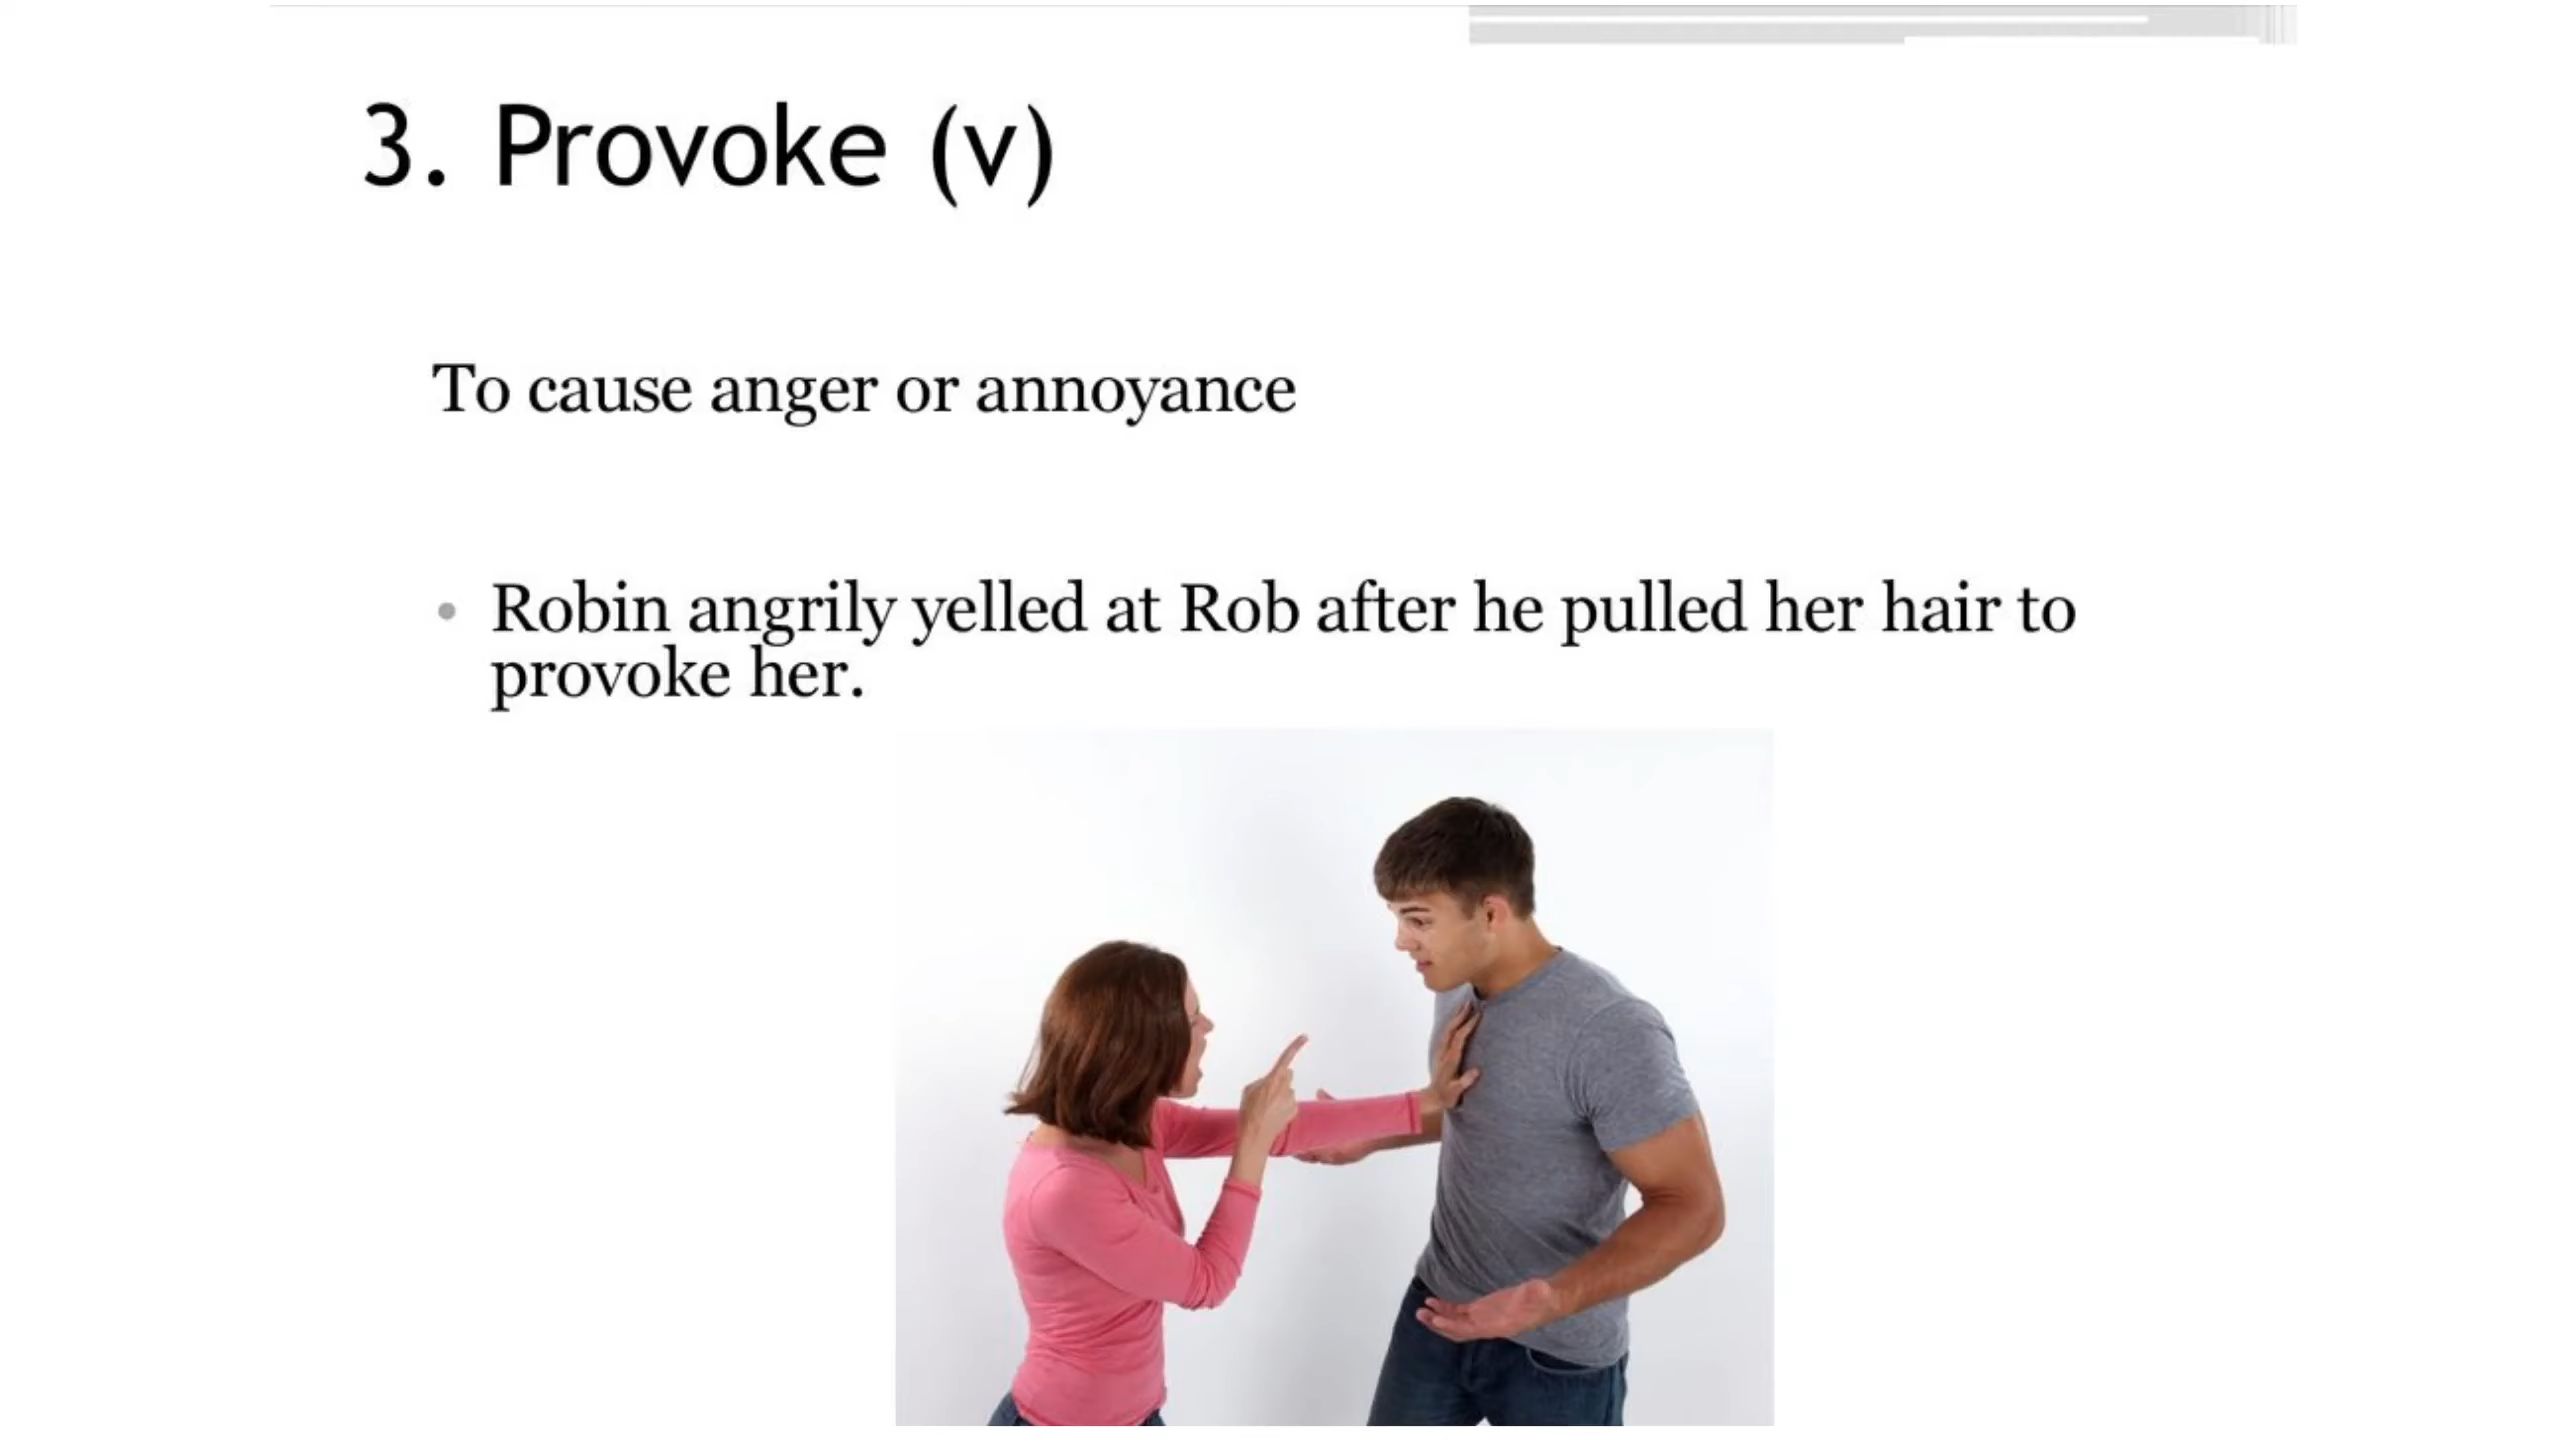 3. Provoke (v)
To cause anger or annoyance
• Robin angrily yelled at Rob after he pulled her hair to
provoke her.